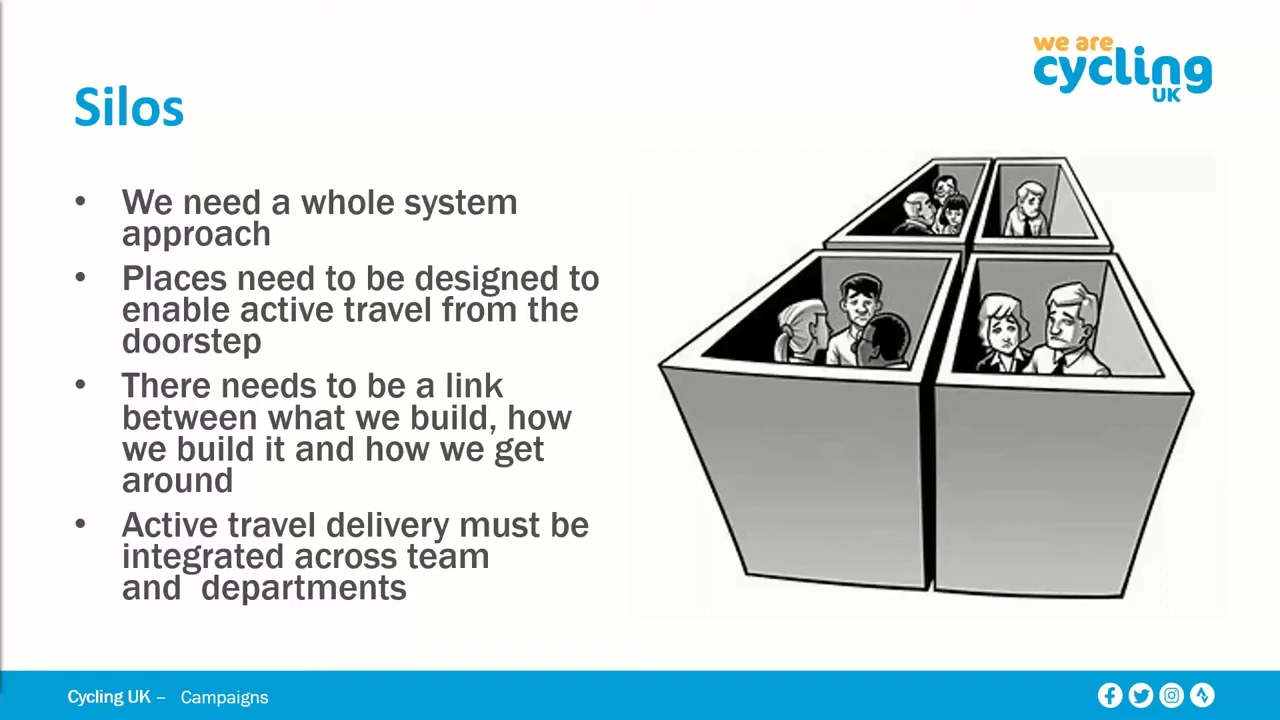 we are
cycling
UK
Silos
• We need a whole system
approach
• Places need to be designed to
enable active travel from the
doorstep
• There needs to be a link
between what we build, how
we build it and how we get
around
• Active travel delivery must be
integrated across team
and  departments
Cycling UK – Campaigns